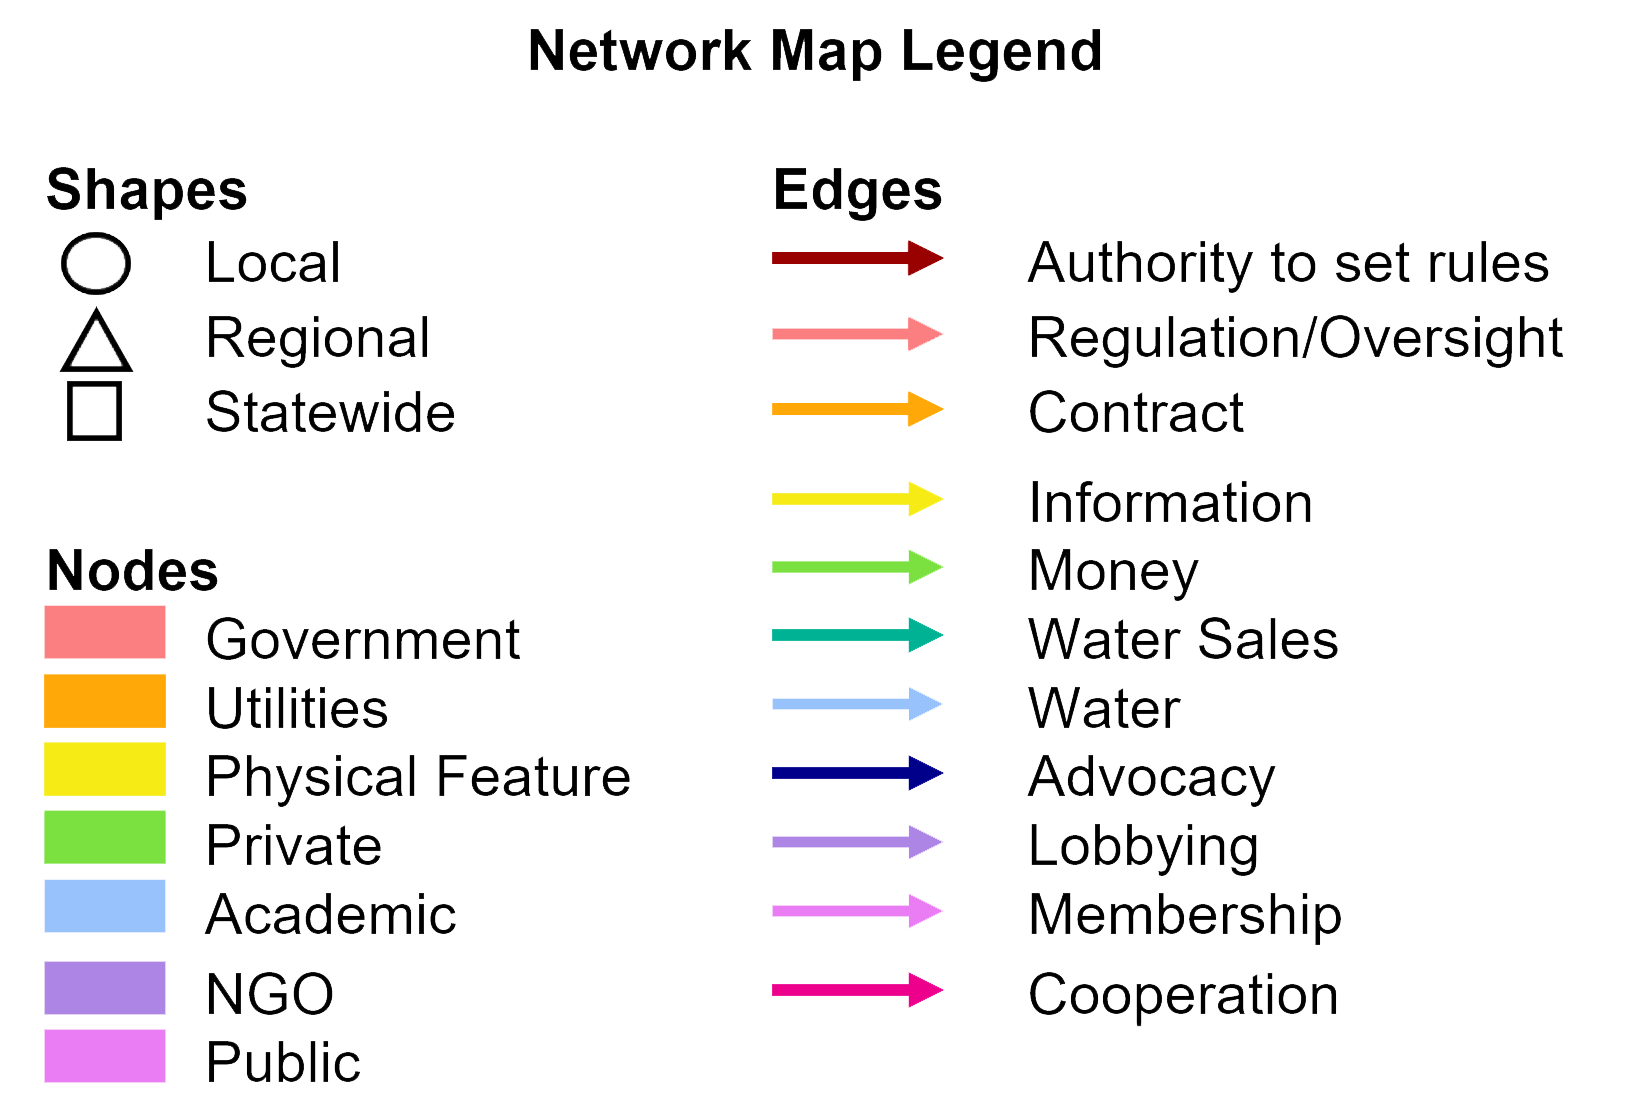 Network Map Legend
Shapes
Local
Regional
Statewide
Nodes
Government
Utilities
Physical Feature
Private
Academic
NGO
Public
Edges
Authority to set rules
Regulation/Oversight
Contract
Information
Money
Water Sales
Water
Advocacy
Lobbying
Membership
Cooperation